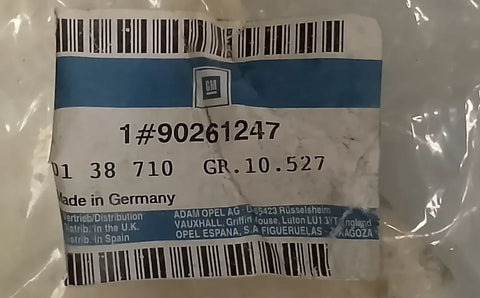 GM
1#90261247
01 38 710 GR.10.527
Made in Germany
Vertrieb/Distribution ADAM OPEL AG - D-65423 Rüsselsheim
Distrib. in the U.K. VAUXHALL, Griffin House, Luton LU1 3YT England
Distrib. in Spain OPEL ESPANA, S.A FIGUERUELAS - ZARAGOZA